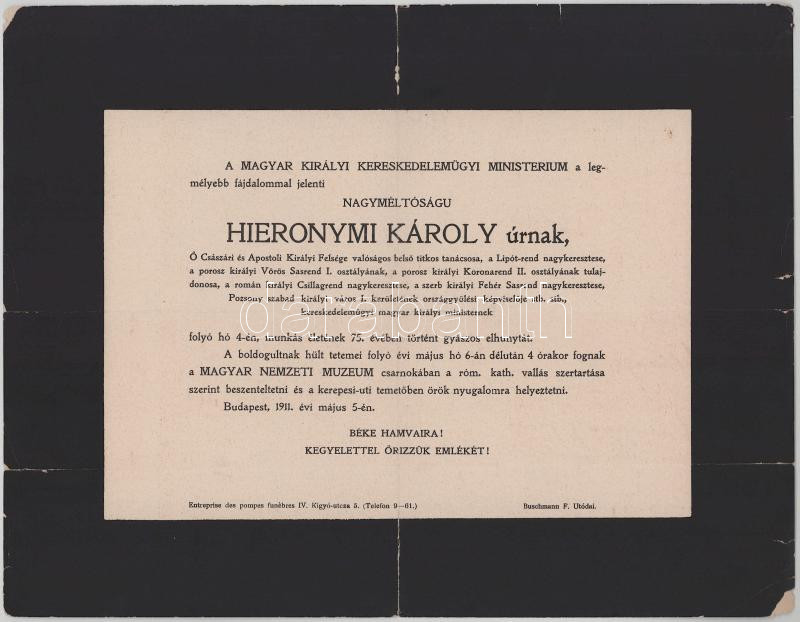 A MAGYAR KIRÁLYI KERESKEDELEMÜGYI MINISTERIUM a leg-
mélyebb fájdalommal jelenti
NAGYMÉLTÓSÁGU
HIERONYMI KÁROLY úrnak,
Ő Császári és Apostoli Királyi Felsége valóságos belső titkos tanácsosa, a Lipót-rend nagykeresztese,
a porosz királyi Vörös Sasrend I. osztályának, a porosz királyi Koronarend II. osztályának tulaj-
donosa, a román királyi Csillagrend nagykeresztese, a szerb királyi Fehér Sasrend nagykeresztese,
Pozsony szabad királyi város I. kerületének országgyűlési képviselője stb. stb.,
kereskedelemügyi magyar királyi ministernek
folyó hó 4-én, munkás életének 75. évében történt gyászos elhunytát.
A boldogultnak hült tetemei folyó évi május hó 6-án délután 4 órakor fognak
a MAGYAR NEMZETI MUZEUM csarnokában a róm. kath. vallás szertartása
szerint beszenteltetni és a kerepesi-uti temetőben örök nyugalomra helyeztetni.
Budapest, 1911. évi május 5-én.
BÉKE HAMVAIRA!
KEGYELETTEL ŐRIZZÜK EMLÉKÉT!
Entreprise des pompes funèbres IV. Kigyó-utcza 5. (Telefon 9—61.)
Buschmann F. Utódai.
darabanth